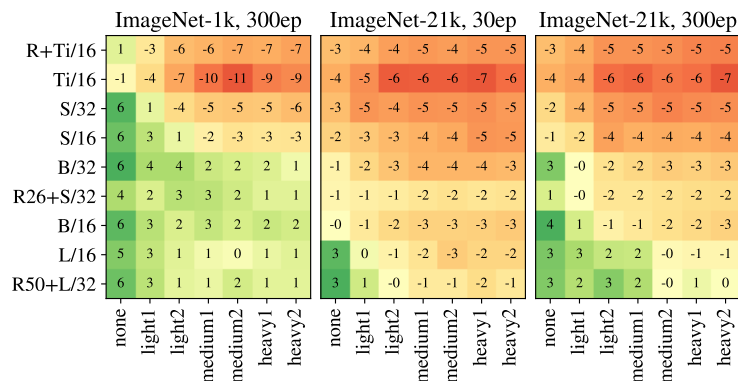 ImageNet-1k, 300ep ImageNet-21k, 30ep ImageNet-21k, 300ep
R+Ti/16 1 -3 -6 -6 -7 -7 -7 -3 -4 -4 -5 -4 -5 -5 -3 -4 -5 -5 -5 -5 -5
Ti/16 -1 -4 -7 -10 -11 -9 -9 -4 -5 -6 -6 -6 -7 -6 -4 -4 -6 -6 -6 -6 -7
S/32 6 1 -4 -5 -5 -5 -6 -3 -5 -4 -5 -5 -5 -5 -2 -4 -5 -5 -5 -5 -5
S/16 6 3 1 -2 -3 -3 -3 -2 -3 -3 -4 -4 -5 -5 -1 -2 -4 -4 -4 -4 -4
B/32 6 4 4 2 2 2 1 -1 -2 -3 -4 -4 -4 -3 3 -0 -2 -2 -3 -3 -3
R26+S/32 4 2 3 3 2 1 1 -1 -1 -1 -2 -2 -2 -2 1 -0 -2 -2 -2 -2 -2
B/16 6 3 2 3 2 2 2 -0 -1 -2 -3 -3 -3 -3 4 1 -1 -1 -2 -2 -3
L/16 5 3 1 1 0 1 1 3 0 -1 -2 -3 -2 -2 3 3 2 2 -0 -1 -1
R50+L/32 6 3 1 1 2 1 1 3 1 -0 -1 -1 -2 -1 3 2 3 2 -0 1 0
none light1 light2 medium1 medium2 heavy1 heavy2 none light1 light2 medium1 medium2 heavy1 heavy2 none light1 light2 medium1 medium2 heavy1 heavy2